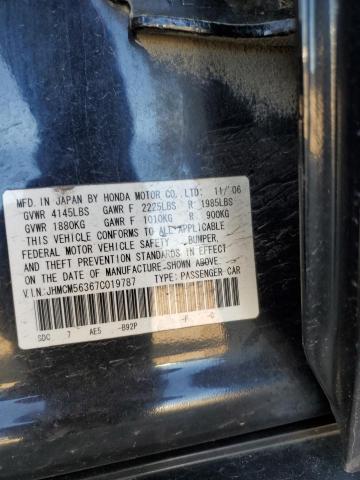 MFD. IN JAPAN BY HONDA MOTOR CO., LTD. 11/06
GVWR 4145LBS GAWR F 2225LBS R 1985LBS
GVWR 1880KG GAWR F 1010KG R 900KG
THIS VEHICLE CONFORMS TO ALL APPLICABLE
FEDERAL MOTOR VEHICLE SAFETY, BUMPER,
AND THEFT PREVENTION STANDARDS IN EFFECT
ON THE DATE OF MANUFACTURE SHOWN ABOVE.
V.I.N: JHMCM56367C019787 TYPE: PASSENGER CAR
SDC 7 AE5 -B92P -F -C